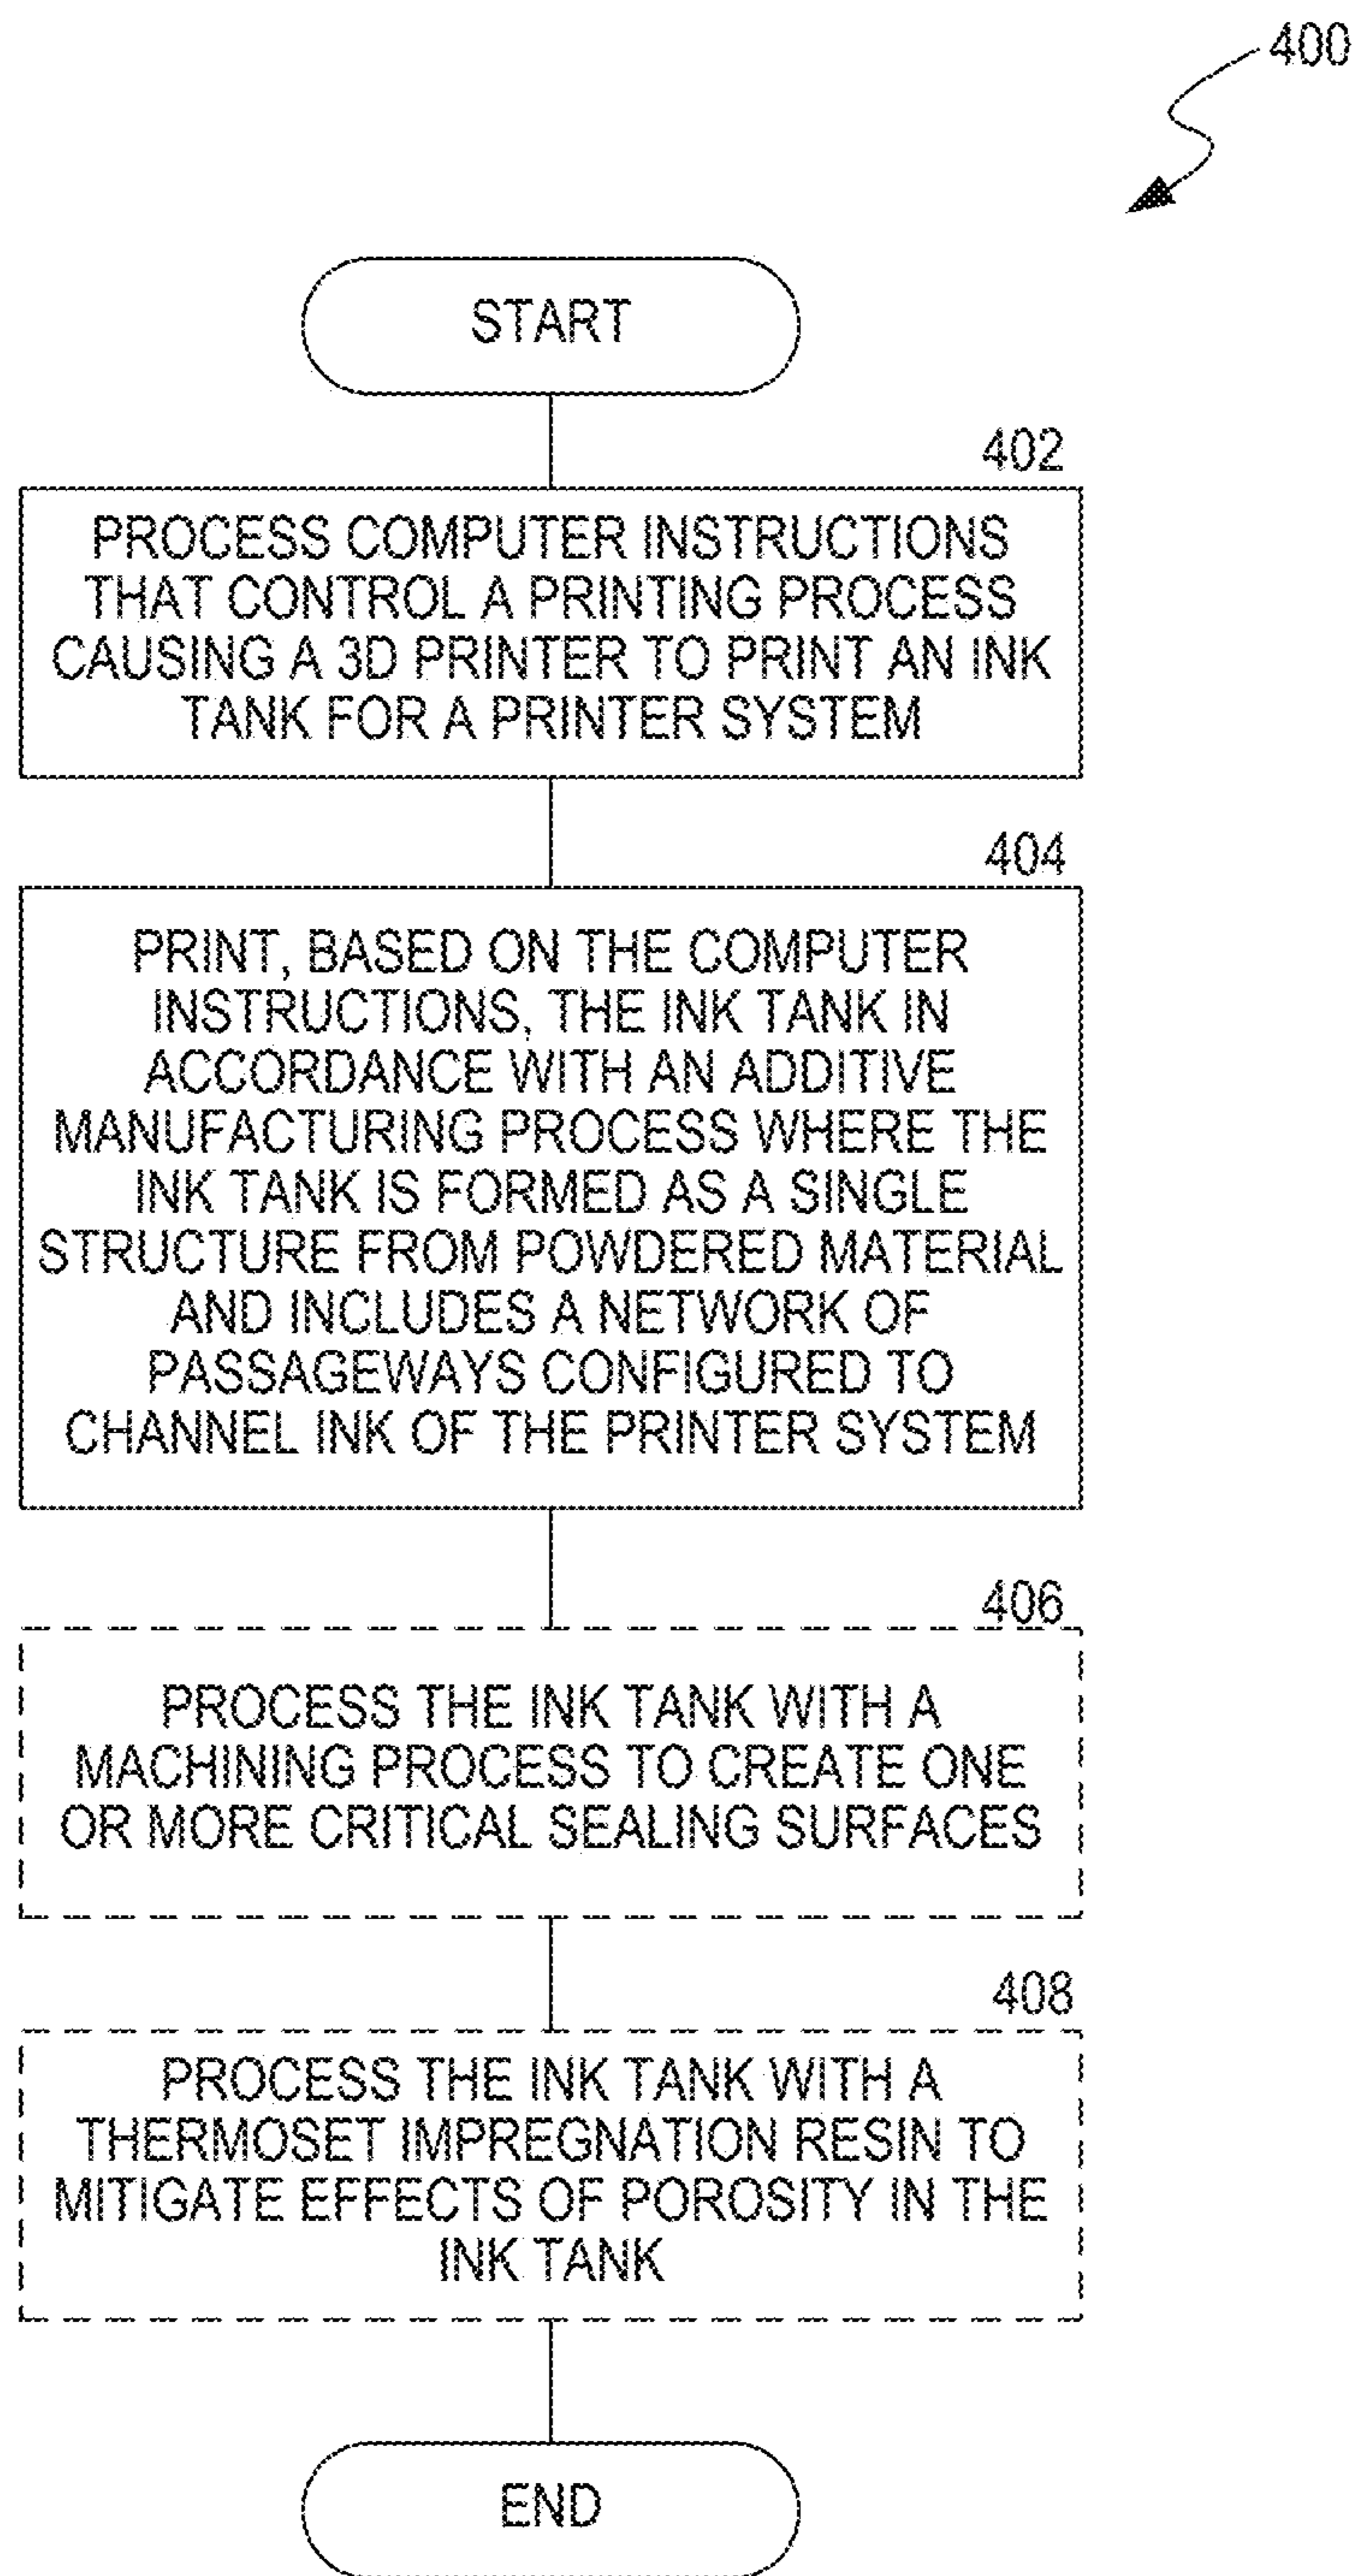 400
START
402
PROCESS COMPUTER INSTRUCTIONS
THAT CONTROL A PRINTING PROCESS
CAUSING A 3D PRINTER TO PRINT AN INK
TANK FOR A PRINTER SYSTEM
404
PRINT, BASED ON THE COMPUTER
INSTRUCTIONS, THE INK TANK IN
ACCORDANCE WITH AN ADDITIVE
MANUFACTURING PROCESS WHERE THE
INK TANK IS FORMED AS A SINGLE
STRUCTURE FROM POWDERED MATERIAL
AND INCLUDES A NETWORK OF
PASSAGEWAYS CONFIGURED TO
CHANNEL INK OF THE PRINTER SYSTEM
406
PROCESS THE INK TANK WITH A
MACHINING PROCESS TO CREATE ONE
OR MORE CRITICAL SEALING SURFACES
408
PROCESS THE INK TANK WITH A
THERMOSET IMPREGNATION RESIN TO
MITIGATE EFFECTS OF POROSITY IN THE
INK TANK
END